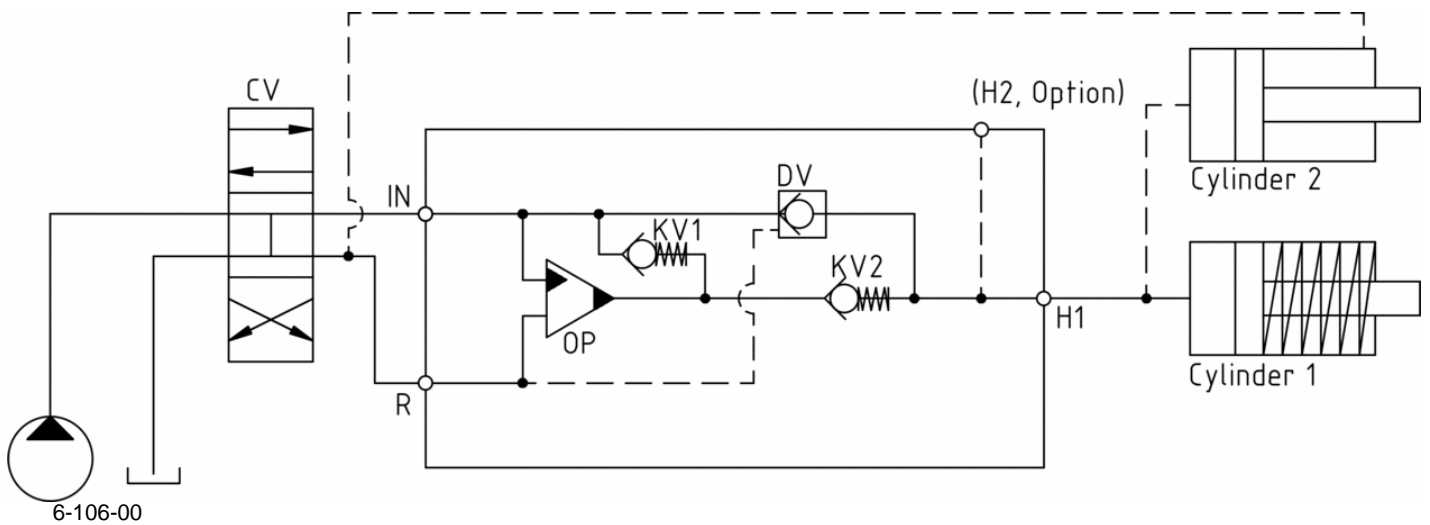 CV
(H2, Option)
Cylinder 2
IN
DV
KV1
KV2
OP
H1
R
Cylinder 1
6-106-00